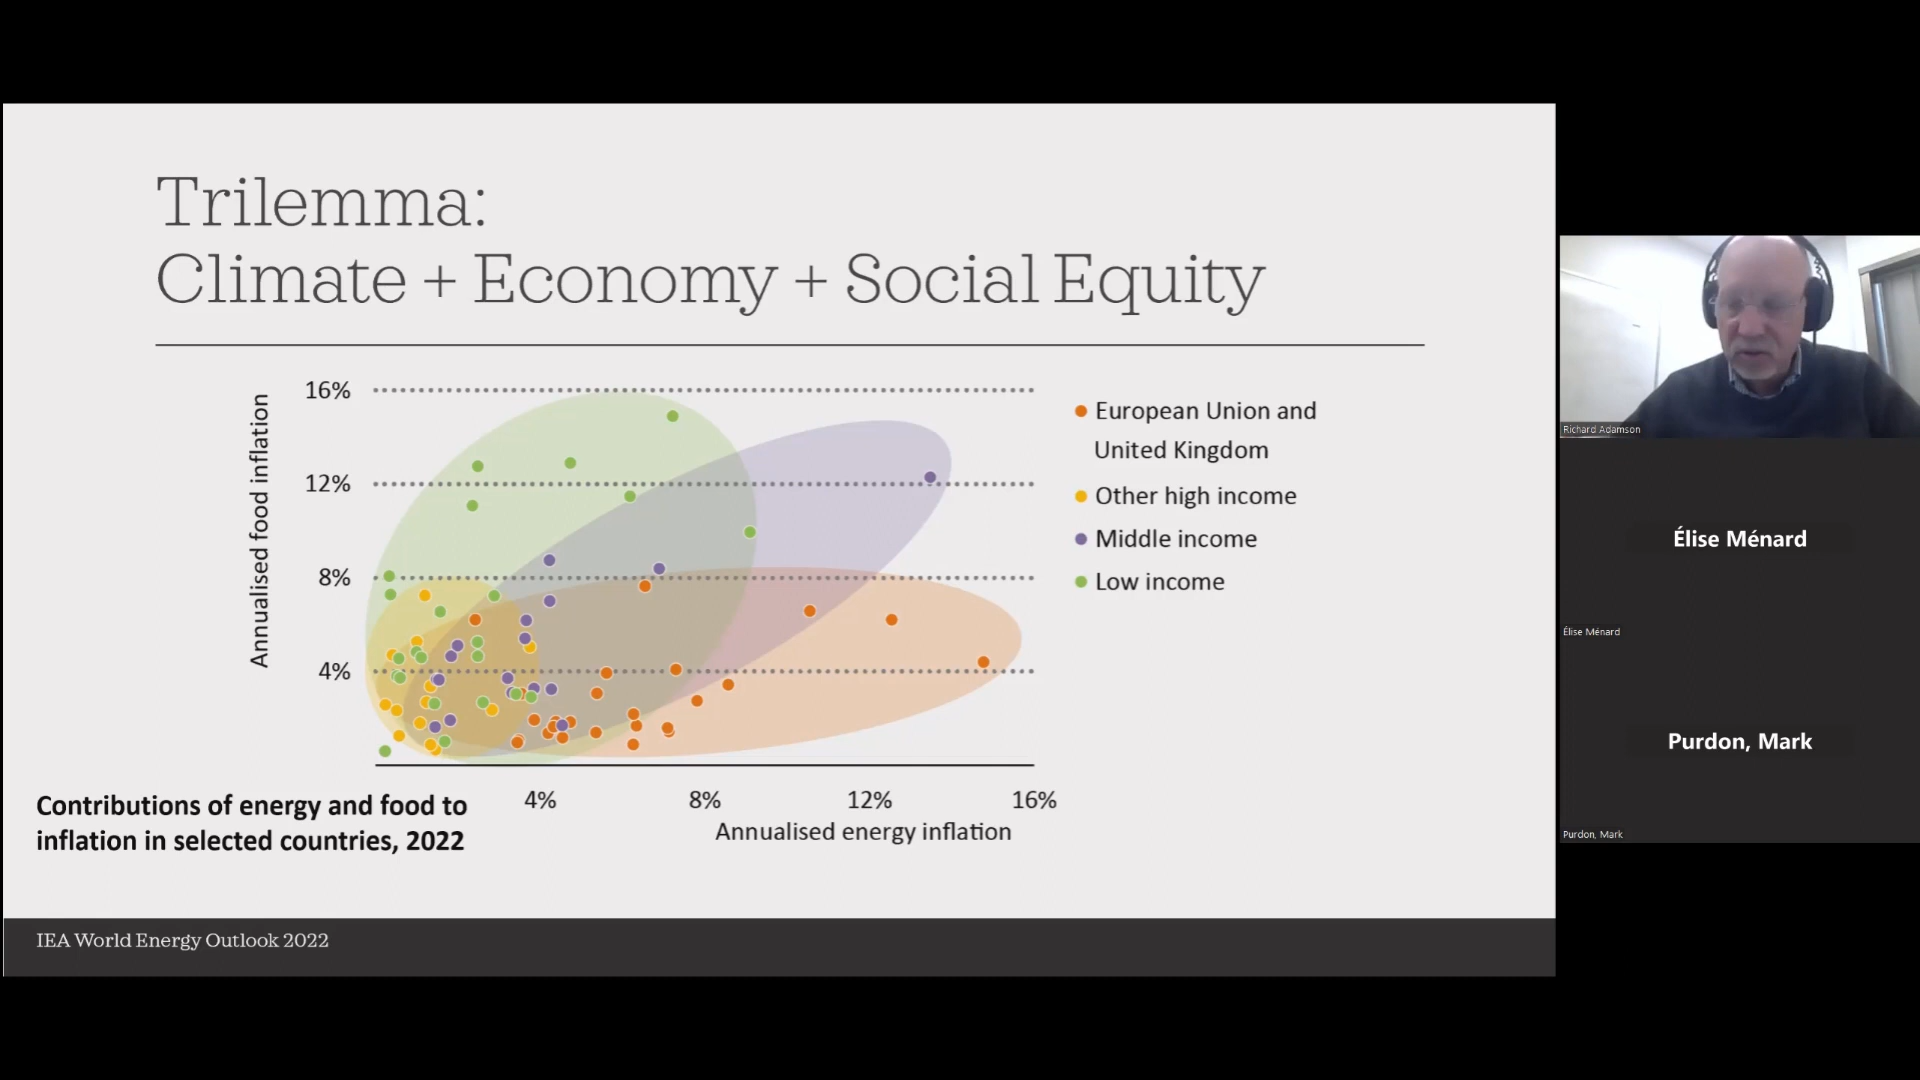 Trilemma:
Climate + Economy + Social Equity
Annualised food inflation
16%
12%
8%
4%
4%
8%
12%
16%
Annualised energy inflation
European Union and
United Kingdom
Other high income
Middle income
Low income
Contributions of energy and food to
inflation in selected countries, 2022
IEA World Energy Outlook 2022
Richard Adamson
Élise Ménard
Élise Ménard
Purdon, Mark
Purdon, Mark